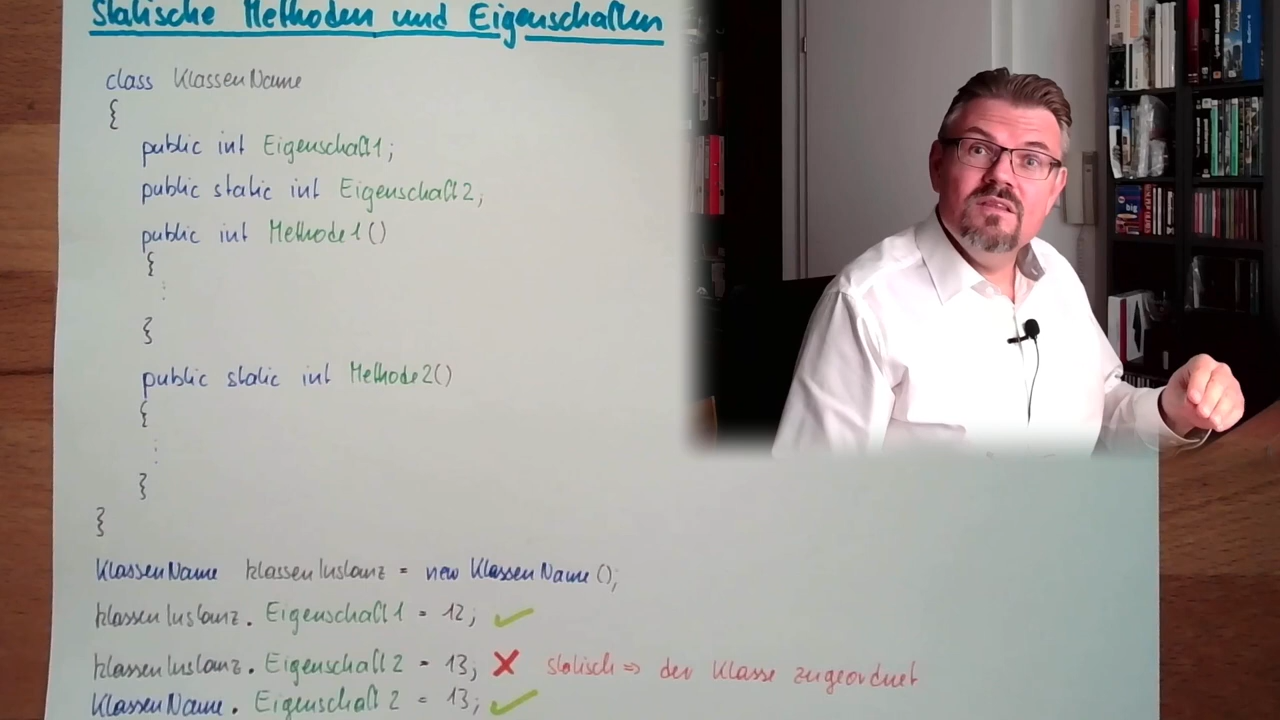 Statische Methoden und Eigenschaften
class KlassenName
{
public int Eigenschaft1;
public static int Eigenschaft2;
public int Methode1()
{
⋮
}
public static int Methode2()
{
⋮
}
}
KlassenName klassenInstanz = new KlassenName();
klassenInstanz.Eigenschaft1 = 12; ✓
klassenInstanz.Eigenschaft2 = 13; ✗ statisch => der Klasse zugeordnet
KlassenName.Eigenschaft2 = 13; ✓
big